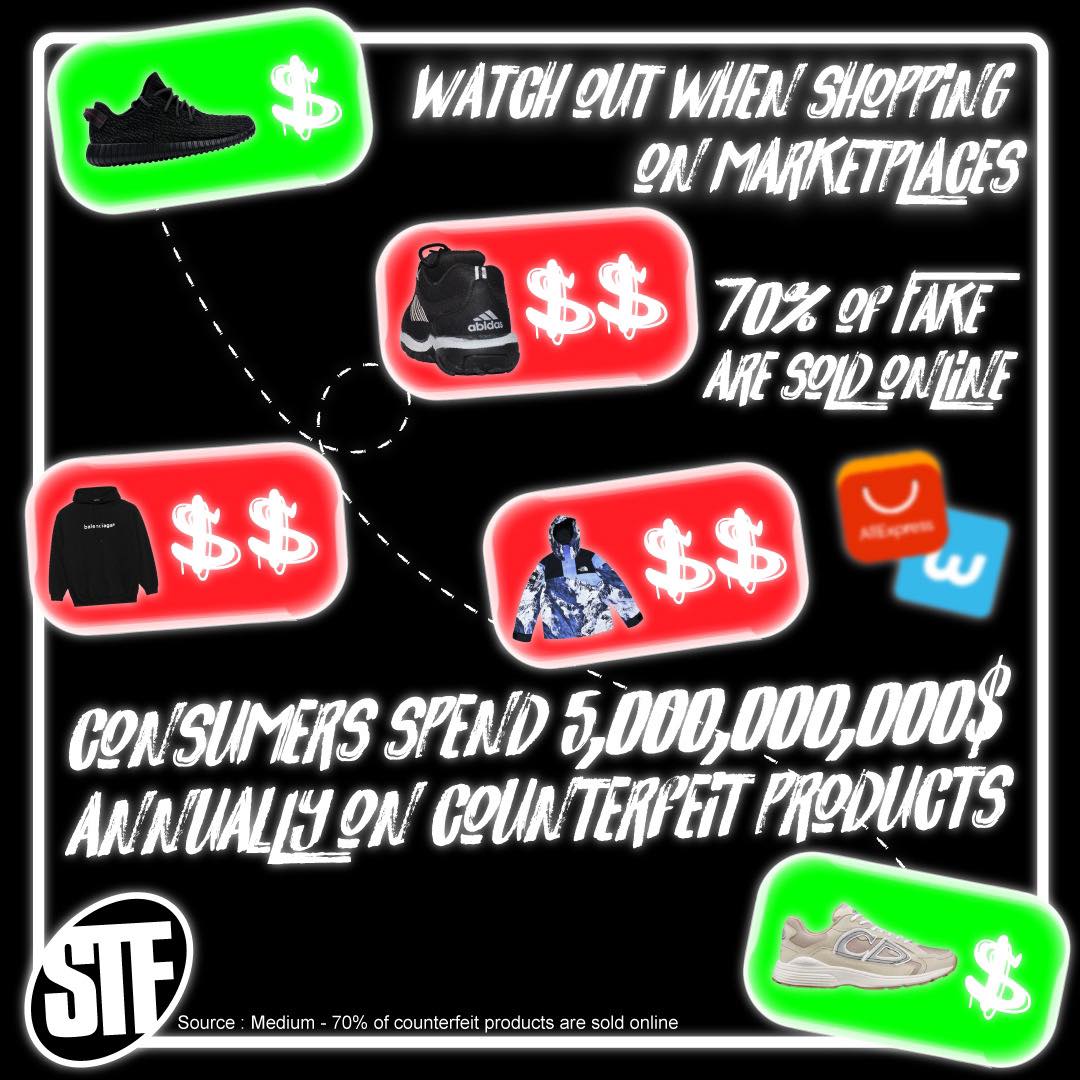 $
WATCH OUT WHEN SHOPPING
ON MARKETPLACES
abidas
$$
70% OF FAKE
ARE SOLD ONLINE
balenciaga
$$
$$
AliExpress
w
CONSUMERS SPEND 5,000,000,000$
ANNUALLY ON COUNTERFEIT PRODUCTS
CD
$
STF
Source : Medium - 70% of counterfeit products are sold online